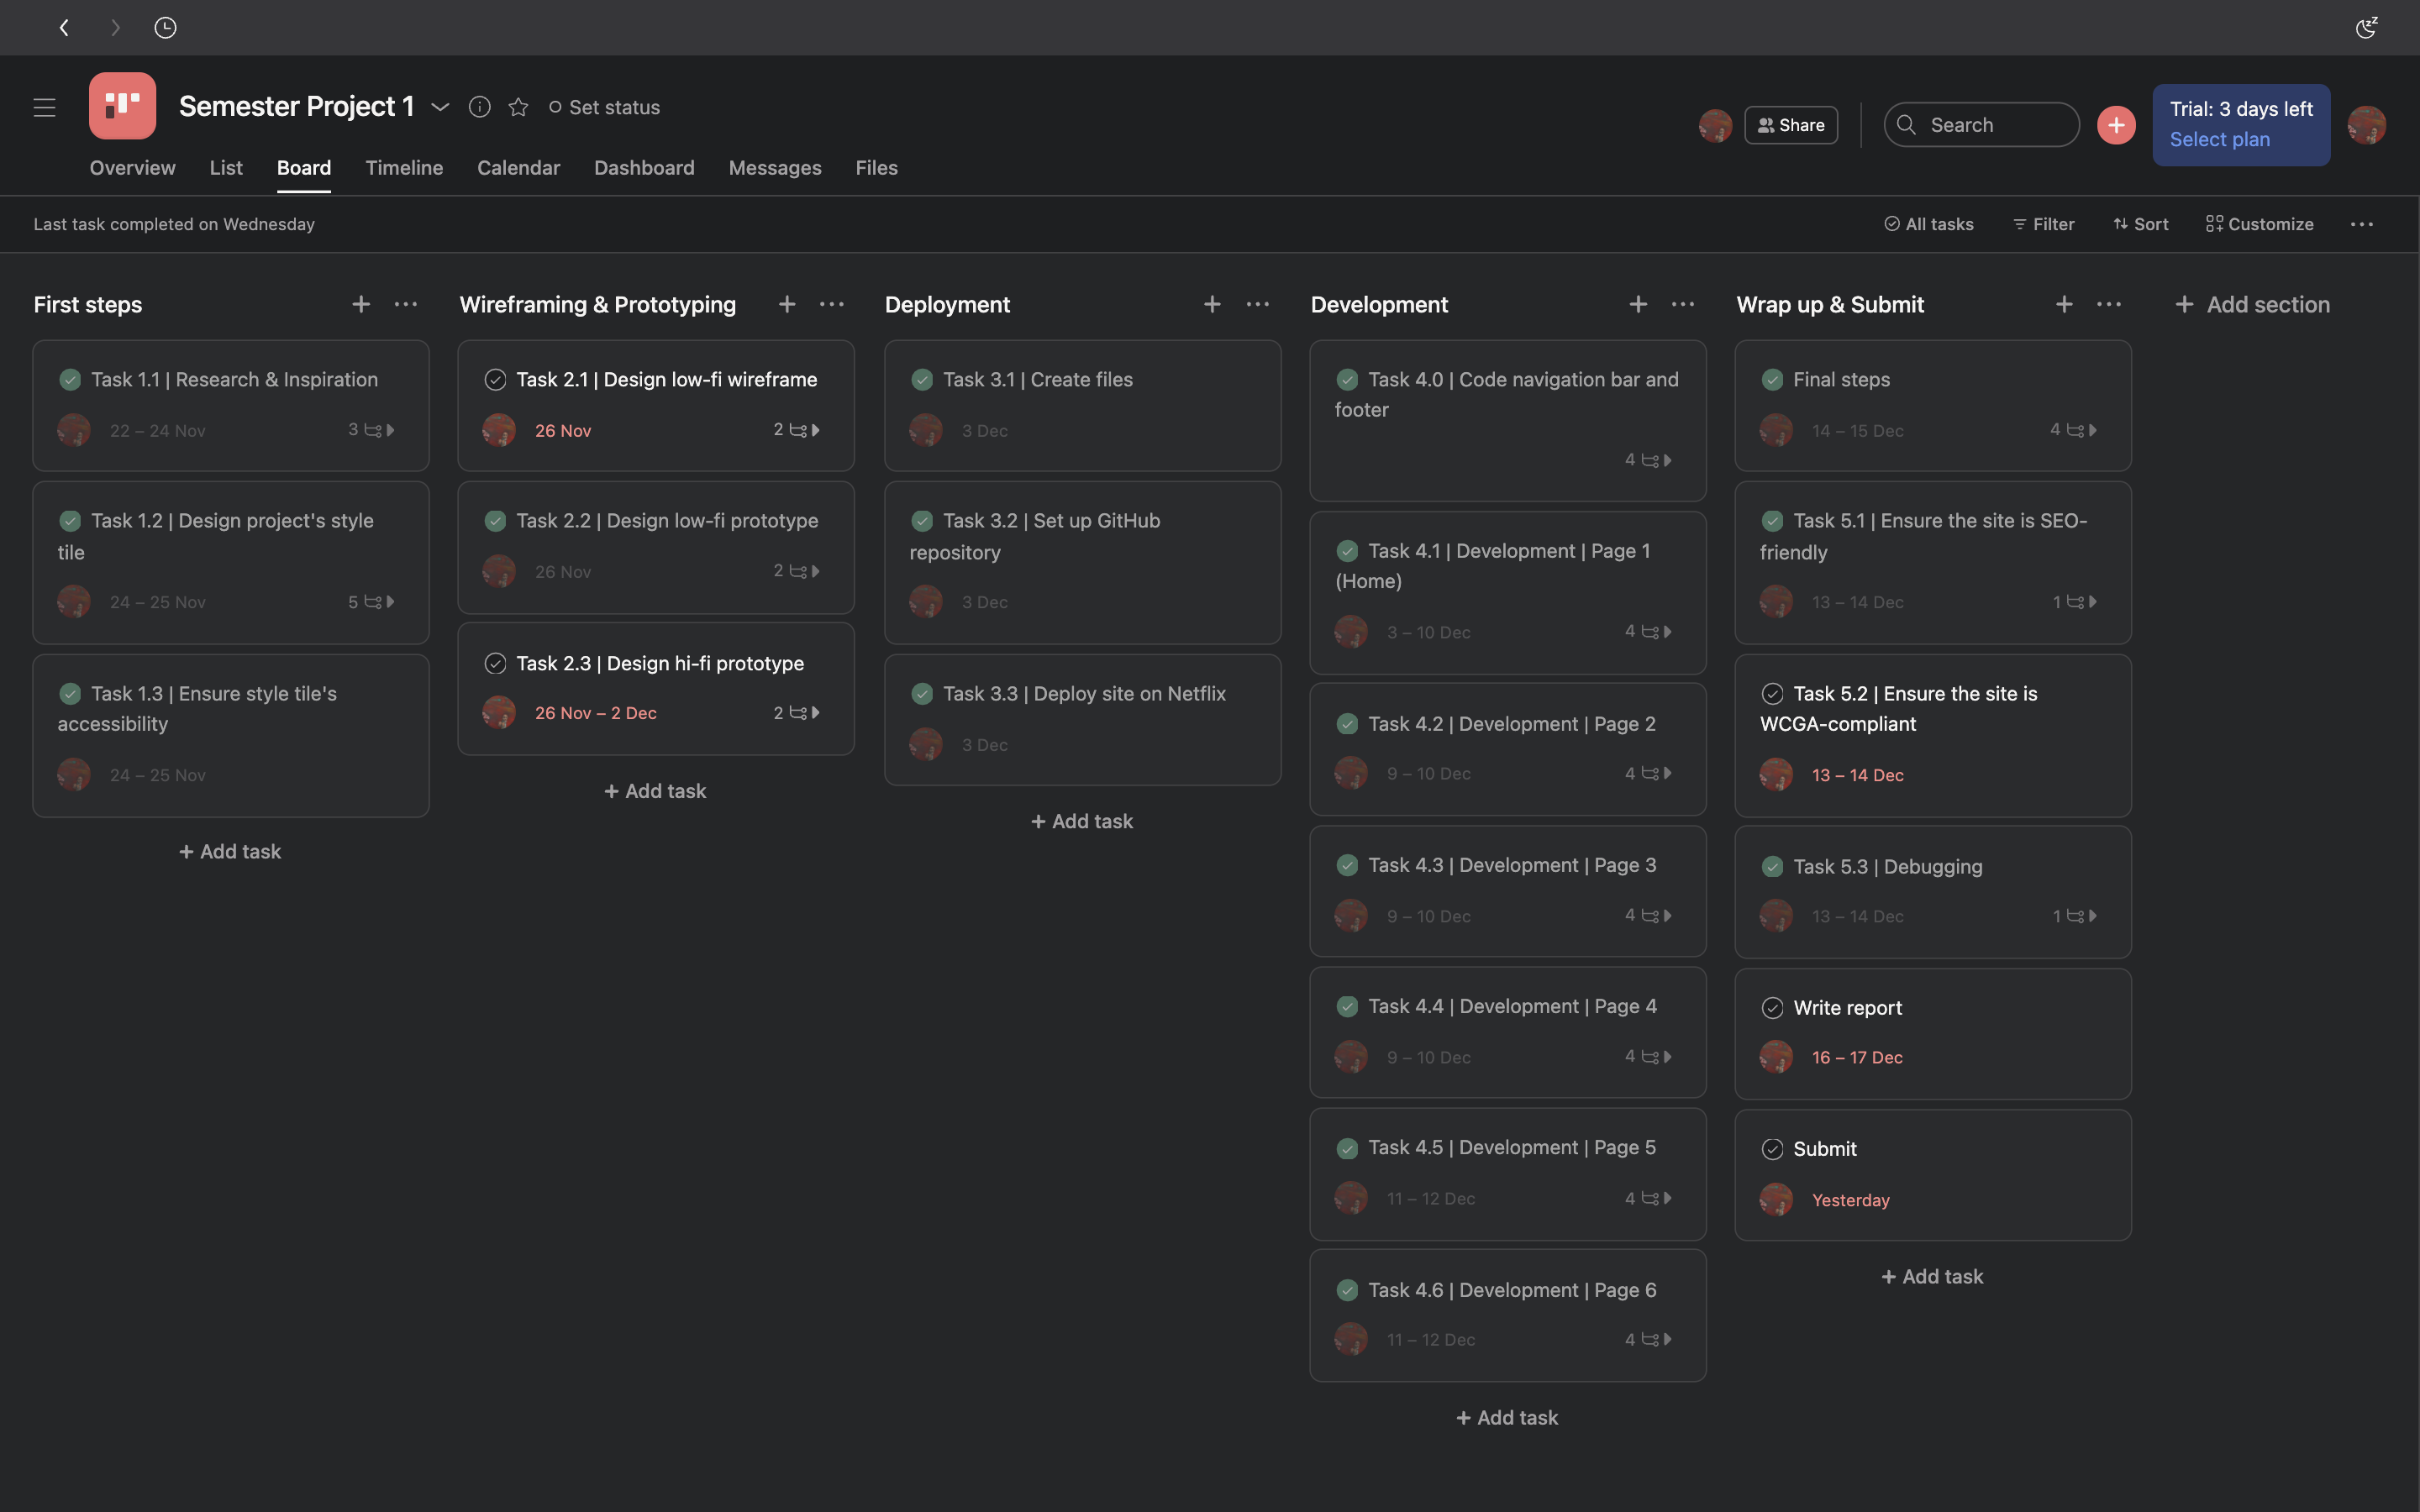 Semester Project 1
Set status
Share
Search
Trial: 3 days left
Select plan
Overview List Board Timeline Calendar Dashboard Messages Files
Last task completed on Wednesday
All tasks Filter Sort Customize
First steps
Task 1.1 | Research & Inspiration
22 – 24 Nov 3
Task 1.2 | Design project's style
tile
24 – 25 Nov 5
Task 1.3 | Ensure style tile's
accessibility
24 – 25 Nov
+ Add task
Wireframing & Prototyping
Task 2.1 | Design low-fi wireframe
26 Nov 2
Task 2.2 | Design low-fi prototype
26 Nov 2
Task 2.3 | Design hi-fi prototype
26 Nov – 2 Dec 2
+ Add task
Deployment
Task 3.1 | Create files
3 Dec
Task 3.2 | Set up GitHub
repository
3 Dec
Task 3.3 | Deploy site on Netflix
3 Dec
+ Add task
Development
Task 4.0 | Code navigation bar and
footer
4
Task 4.1 | Development | Page 1
(Home)
3 – 10 Dec 4
Task 4.2 | Development | Page 2
9 – 10 Dec 4
Task 4.3 | Development | Page 3
9 – 10 Dec 4
Task 4.4 | Development | Page 4
9 – 10 Dec 4
Task 4.5 | Development | Page 5
11 – 12 Dec 4
Task 4.6 | Development | Page 6
11 – 12 Dec 4
+ Add task
Wrap up & Submit
Final steps
14 – 15 Dec 4
Task 5.1 | Ensure the site is SEO-
friendly
13 – 14 Dec 1
Task 5.2 | Ensure the site is
WCGA-compliant
13 – 14 Dec
Task 5.3 | Debugging
13 – 14 Dec 1
Write report
16 – 17 Dec
Submit
Yesterday
+ Add task
+ Add section